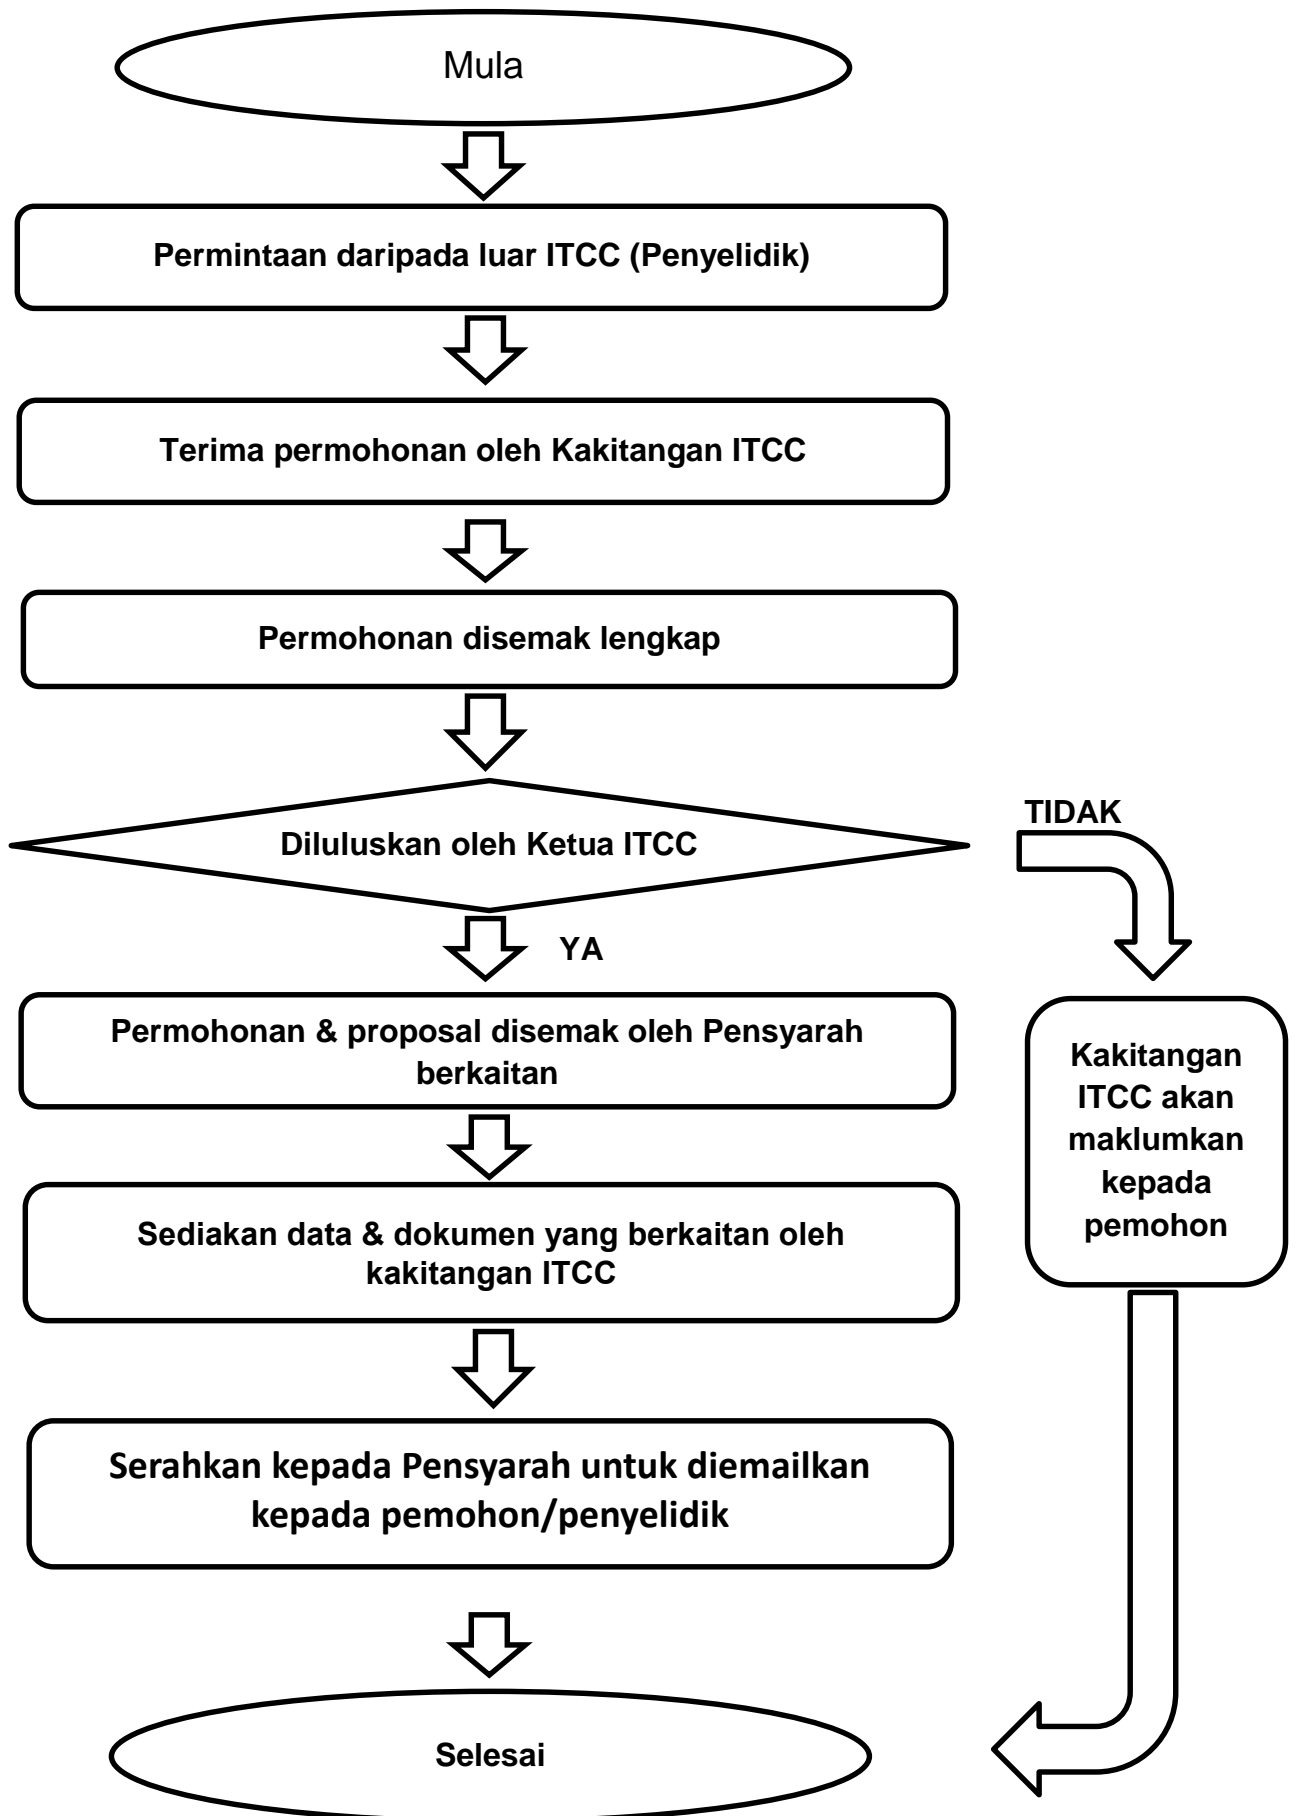 Mula
Permintaan daripada luar ITCC (Penyelidik)
Terima permohonan oleh Kakitangan ITCC
Permohonan disemak lengkap
Diluluskan oleh Ketua ITCC
TIDAK
YA
Permohonan & proposal disemak oleh Pensyarah
berkaitan
Kakitangan
ITCC akan
maklumkan
kepada
pemohon
Sediakan data & dokumen yang berkaitan oleh
kakitangan ITCC
Serahkan kepada Pensyarah untuk diemailkan
kepada pemohon/penyelidik
Selesai